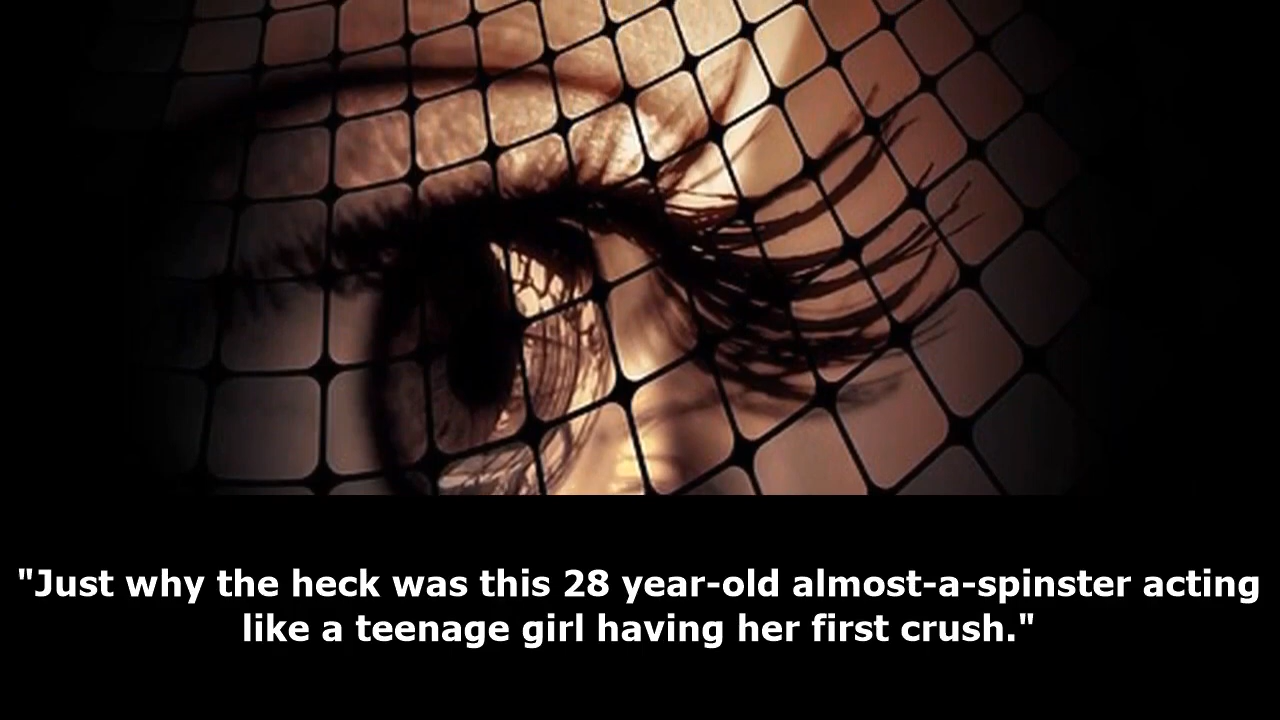 "Just why the heck was this 28 year-old almost-a-spinster acting
like a teenage girl having her first crush."